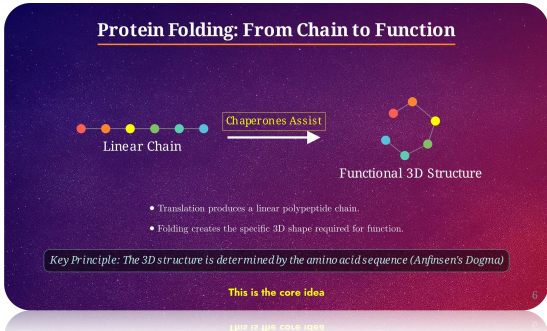 Protein Folding: From Chain to Function
Chaperones Assist
Linear Chain
Functional 3D Structure
• Translation produces a linear polypeptide chain.
• Folding creates the specific 3D shape required for function.
Key Principle: The 3D structure is determined by the amino acid sequence (Anfinsen's Dogma)
This is the core idea
6